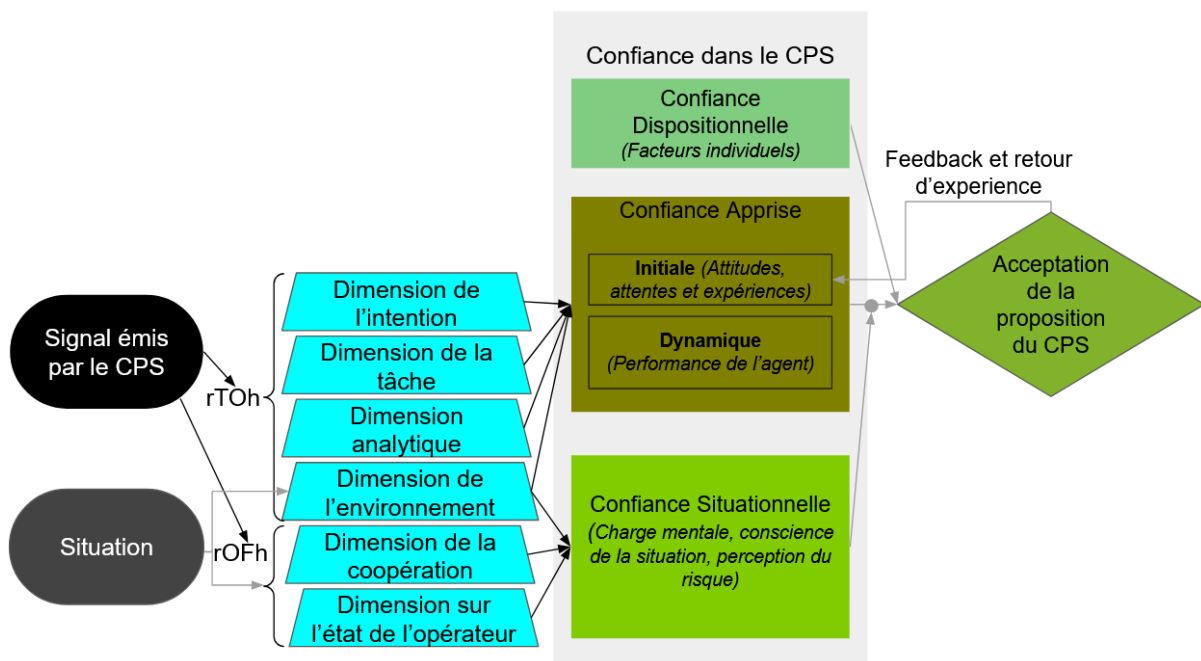 Confiance dans le CPS
Confiance
Dispositionnelle
(Facteurs individuels)
Feedback et retour
d'experience
Confiance Apprise
Initiale (Attitudes,
attentes et expériences)
Dynamique
(Performance de l'agent)
Acceptation
de la
proposition
du CPS
Signal émis
par le CPS
rTOh
Dimension de
l'intention
Dimension de la
tâche
Dimension
analytique
Dimension de
l'environnement
Situation
rOFh
Dimension de la
coopération
Dimension sur
l'état de l'opérateur
Confiance Situationnelle
(Charge mentale, conscience
de la situation, perception du
risque)